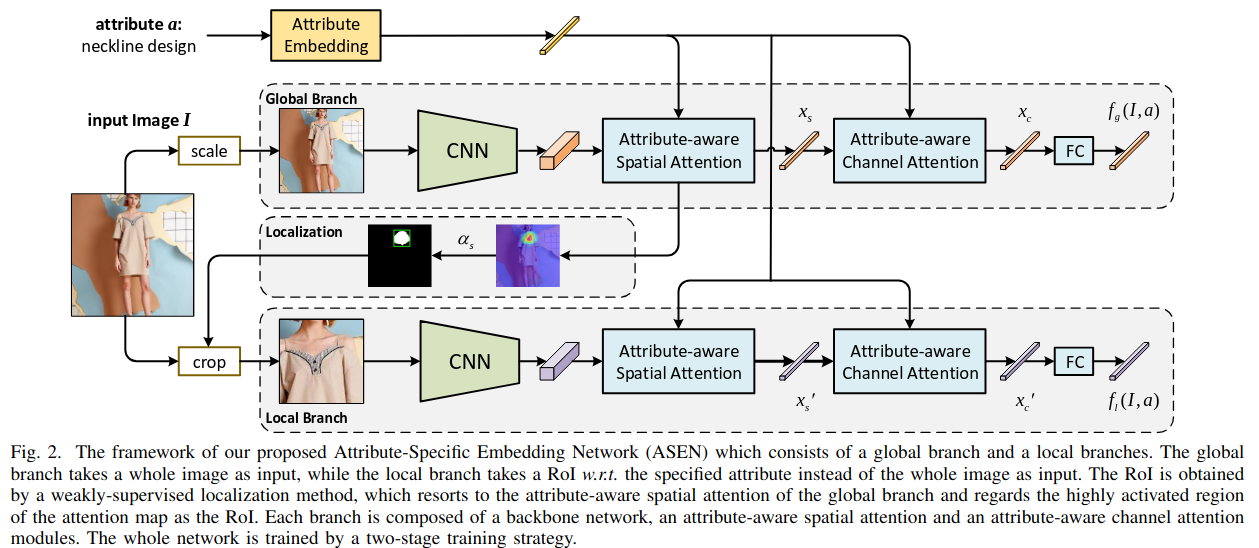 attribute a:
neckline design
Attribute
Embedding
Global Branch
input Image I
scale
CNN
Attribute-aware
Spatial Attention
x_s
Attribute-aware
Channel Attention
x_c
FC
f_g(I,a)
Localization
α_s
crop
CNN
Attribute-aware
Spatial Attention
x_s′
Attribute-aware
Channel Attention
x_c′
FC
f_l(I,a)
Local Branch
Fig. 2. The framework of our proposed Attribute-Specific Embedding Network (ASEN) which consists of a global branch and a local branches. The global
branch takes a whole image as input, while the local branch takes a RoI w.r.t. the specified attribute instead of the whole image as input. The RoI is obtained
by a weakly-supervised localization method, which resorts to the attribute-aware spatial attention of the global branch and regards the highly activated region
of the attention map as the RoI. Each branch is composed of a backbone network, an attribute-aware spatial attention and an attribute-aware channel attention
modules. The whole network is trained by a two-stage training strategy.